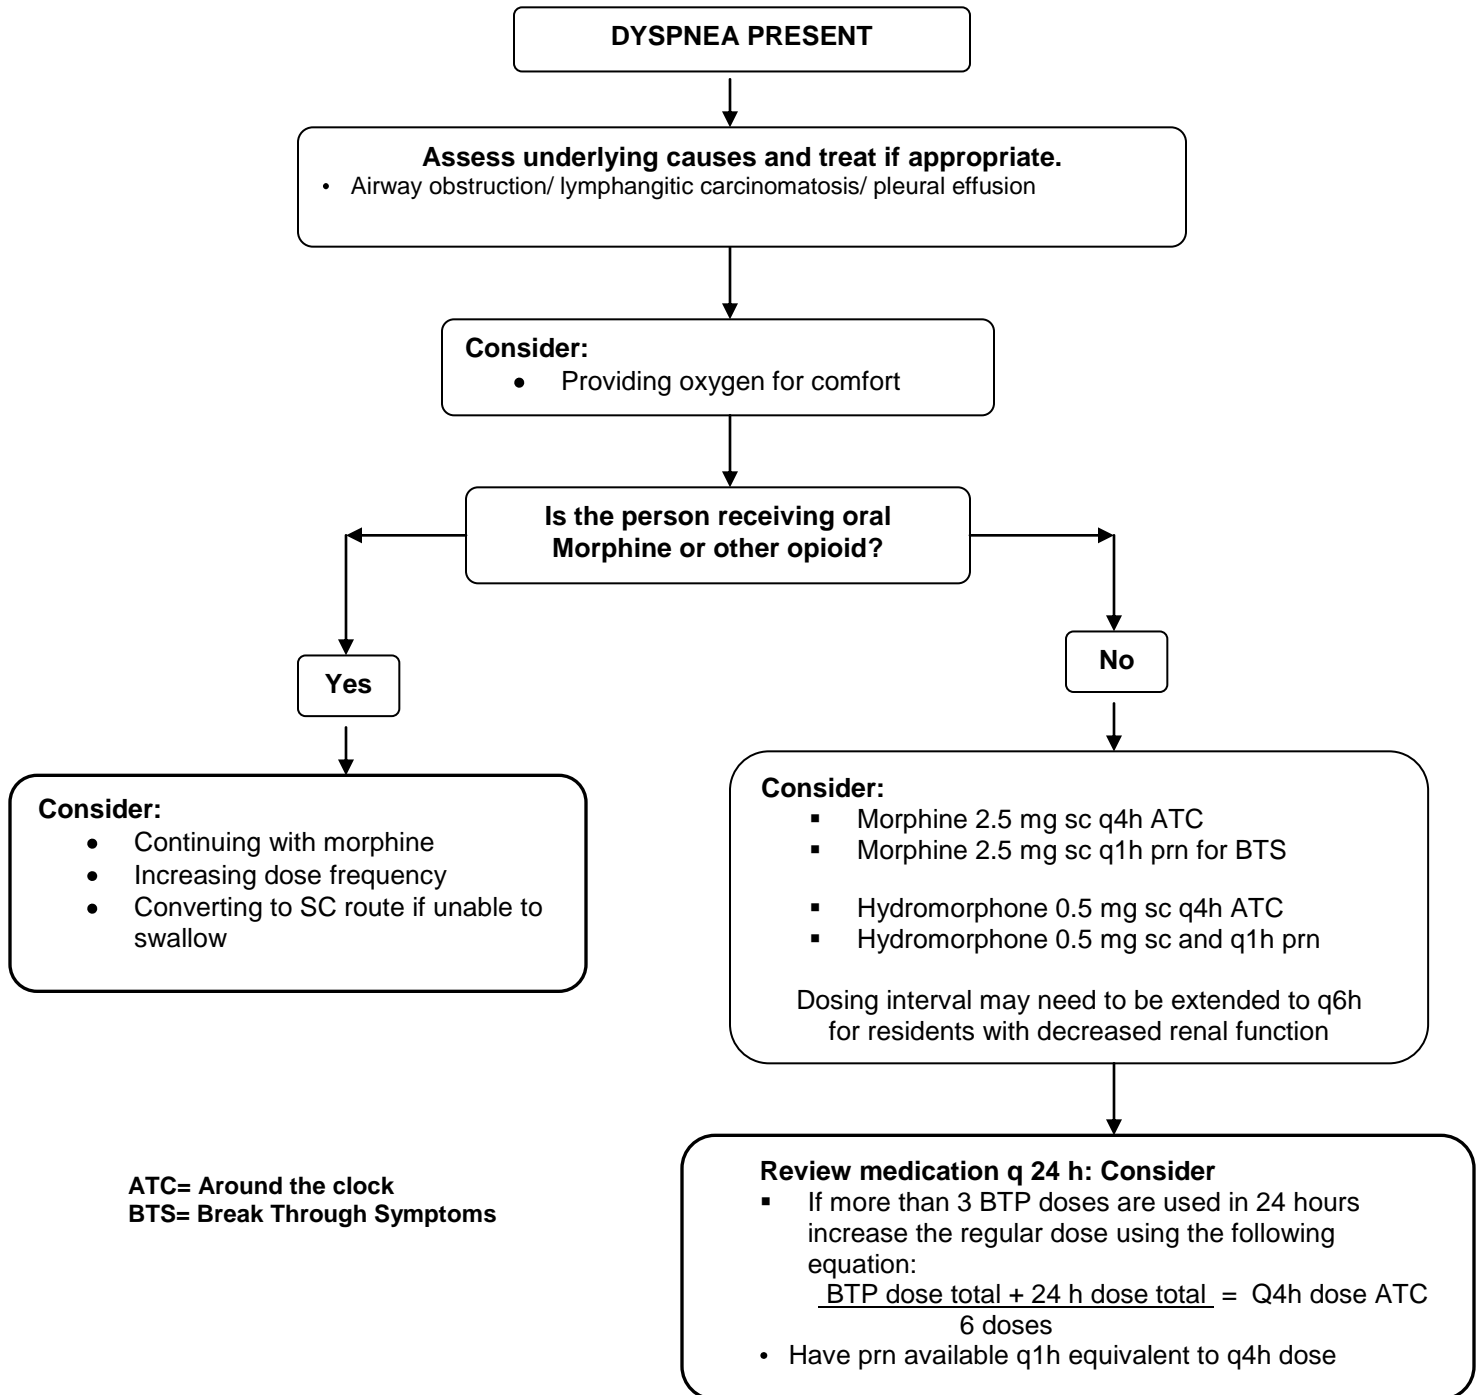 DYSPNEA PRESENT
Assess underlying causes and treat if appropriate.
• Airway obstruction/ lymphangitic carcinomatosis/ pleural effusion
Consider:
● Providing oxygen for comfort
Is the person receiving oral
Morphine or other opioid?
Yes
No
Consider:
● Continuing with morphine
● Increasing dose frequency
● Converting to SC route if unable to
swallow
Consider:
▪ Morphine 2.5 mg sc q4h ATC
▪ Morphine 2.5 mg sc q1h prn for BTS
▪ Hydromorphone 0.5 mg sc q4h ATC
▪ Hydromorphone 0.5 mg sc and q1h prn
Dosing interval may need to be extended to q6h
for residents with decreased renal function
ATC= Around the clock
BTS= Break Through Symptoms
Review medication q 24 h: Consider
▪ If more than 3 BTP doses are used in 24 hours
increase the regular dose using the following
equation:
BTP dose total + 24 h dose total = Q4h dose ATC
6 doses
• Have prn available q1h equivalent to q4h dose